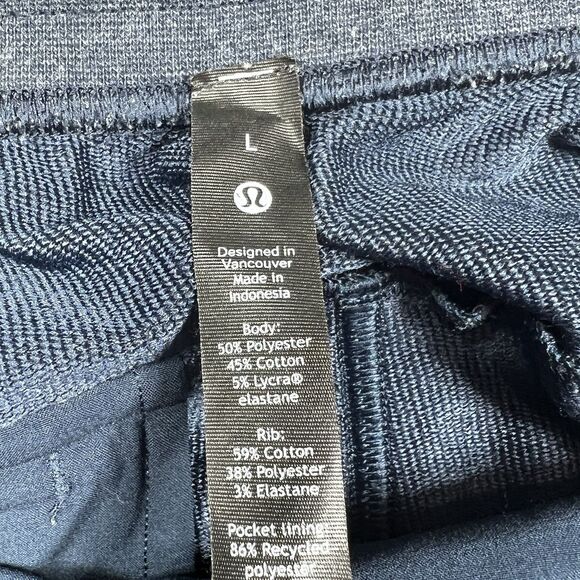 L
Designed in
Vancouver
Made in
Indonesia
Body:
50% Polyester
45% Cotton
5% Lycra®
elastane
Rib:
59% Cotton
38% Polyester
3% Elastane
Pocket lining:
86% Recycled
polyester